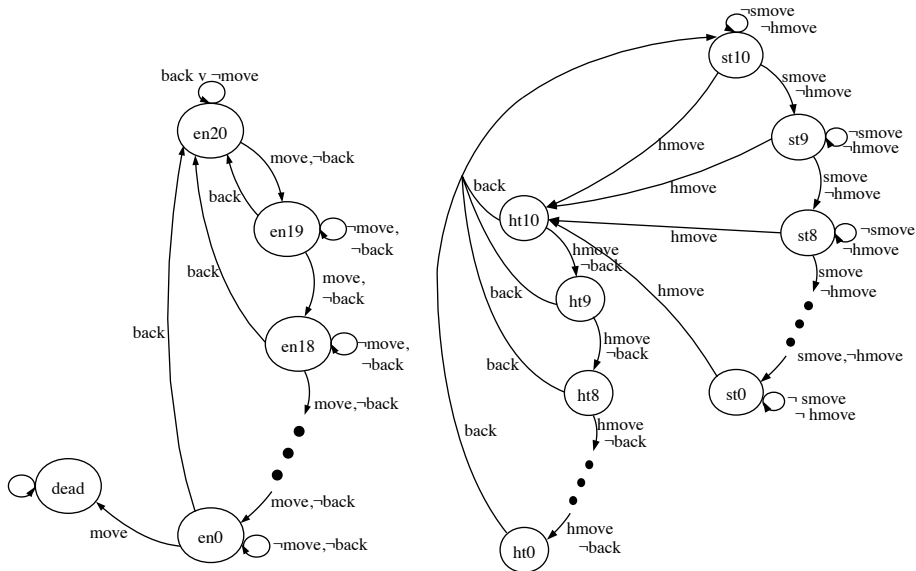 back v ¬move
en20
move,¬back
back
en19
¬move,
¬back
move,
¬back
back
en18
¬move,
¬back
back
move,¬back
dead
move,¬back
move
en0
¬move,¬back
¬smove
¬hmove
st10
smove
¬hmove
hmove
st9
¬smove
¬hmove
back
hmove
smove
¬hmove
ht10
hmove
st8
¬smove
¬hmove
hmove
¬back
smove
¬hmove
back
ht9
hmove
hmove
¬back
smove,¬hmove
back
ht8
st0
¬ smove
¬ hmove
back
hmove
¬back
hmove
¬back
ht0